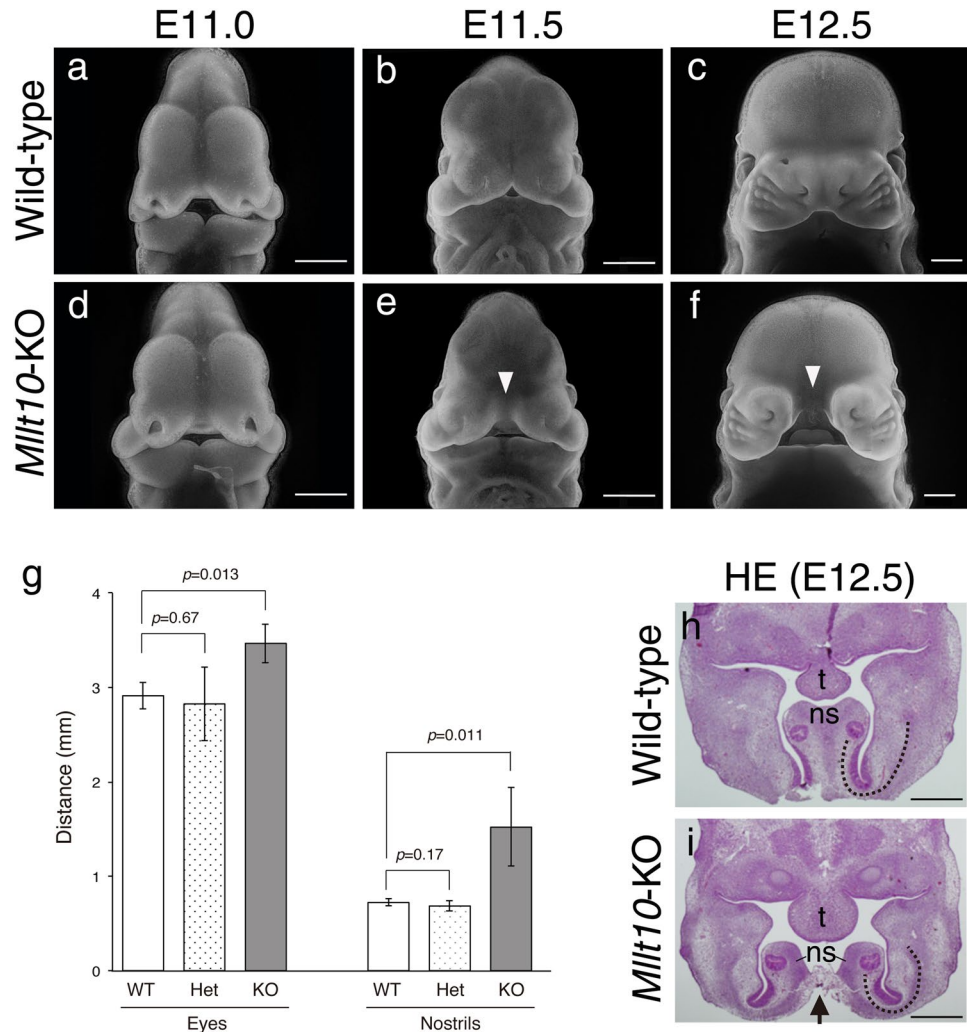 E11.0 E11.5 E12.5
Wild-type
a b c
Mllt10-KO
d e f
g
Distance (mm)
4
3
2
1
0
p=0.013
p=0.67
p=0.011
p=0.17
WT Het KO WT Het KO
Eyes Nostrils
HE (E12.5)
Wild-type
h
t
ns
Mllt10-KO
i
t
ns